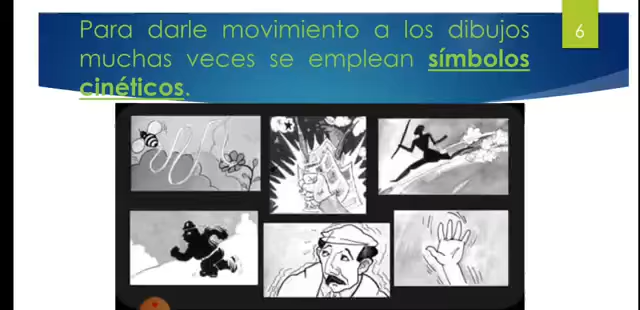 Para darle movimiento a los dibujos
muchas veces se emplean símbolos
cinéticos.
6